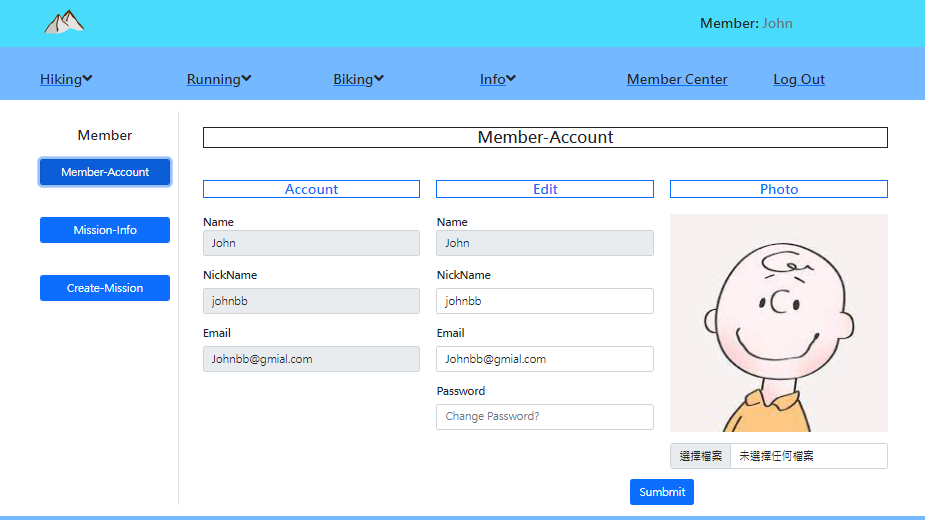 Member: John
Hiking Running Biking Info Member Center Log Out
Member
Member-Account
Mission-Info
Create-Mission
Member-Account
Account
Name
John
NickName
johnbb
Email
Johnbb@gmial.com
Edit
Name
John
NickName
johnbb
Email
Johnbb@gmial.com
Password
Change Password?
Photo
選擇檔案 未選擇任何檔案
Sumbmit